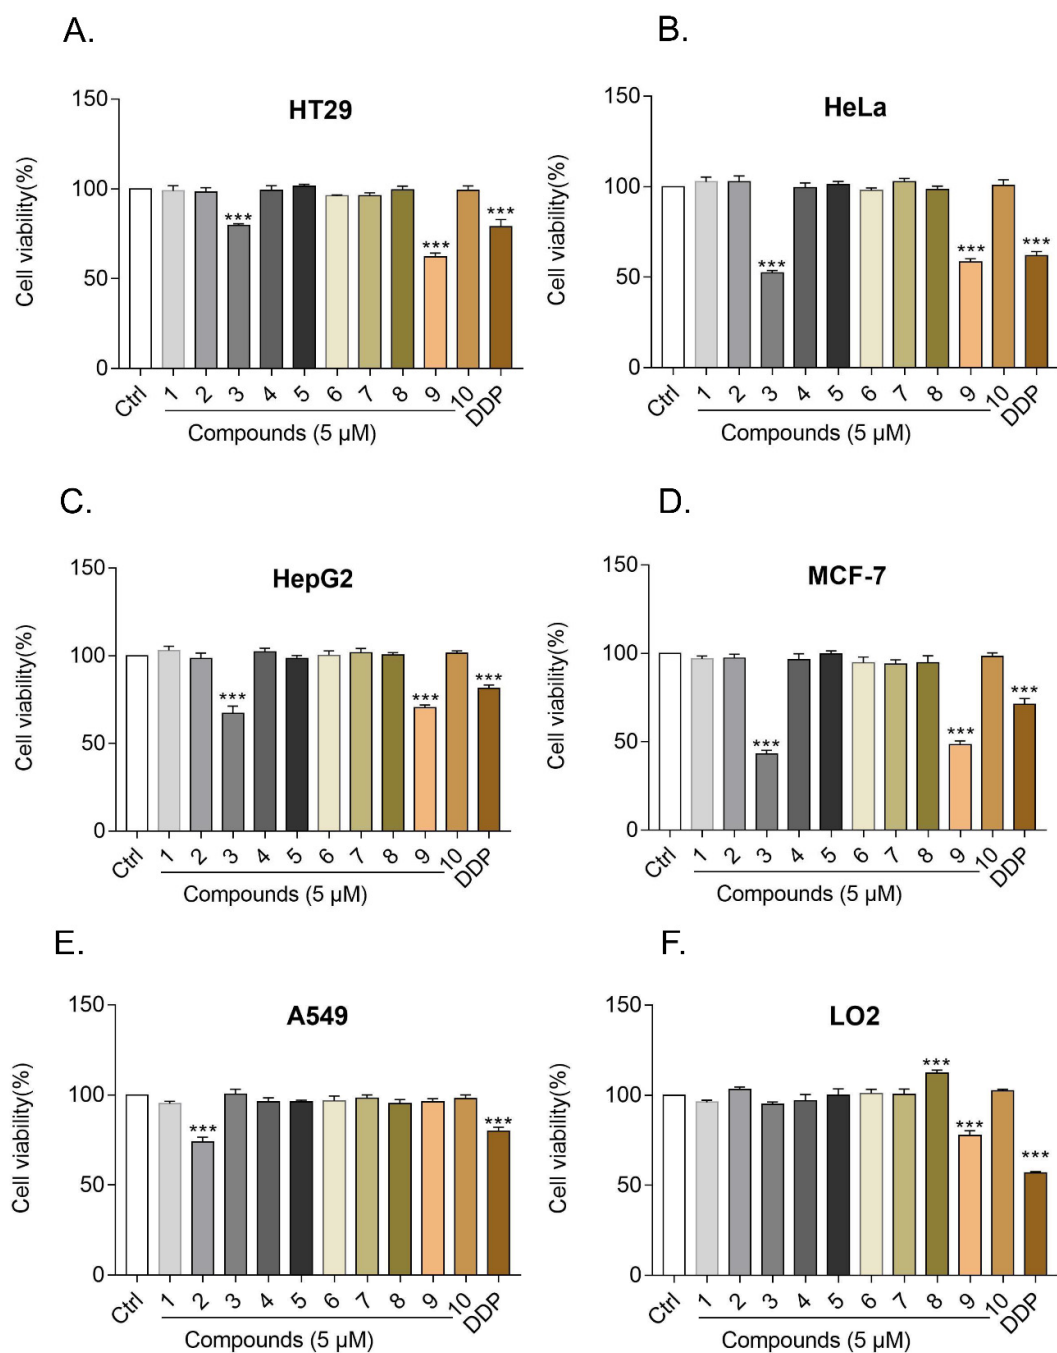 A.
HT29
150
100
50
0
Cell viability(%)
*** *** ***
Ctrl 1 2 3 4 5 6 7 8 9 10 DDP
Compounds (5 μM)
B.
HeLa
150
100
50
0
Cell viability(%)
*** *** ***
Ctrl 1 2 3 4 5 6 7 8 9 10 DDP
Compounds (5 μM)
C.
HepG2
150
100
50
0
Cell viability(%)
*** *** ***
Ctrl 1 2 3 4 5 6 7 8 9 10 DDP
Compounds (5 μM)
D.
MCF-7
150
100
50
0
Cell viability(%)
*** *** ***
Ctrl 1 2 3 4 5 6 7 8 9 10 DDP
Compounds (5 μM)
E.
A549
150
100
50
0
Cell viability(%)
*** ***
Ctrl 1 2 3 4 5 6 7 8 9 10 DDP
Compounds (5 μM)
F.
LO2
150
100
50
0
Cell viability(%)
*** *** ***
Ctrl 1 2 3 4 5 6 7 8 9 10 DDP
Compounds (5 μM)